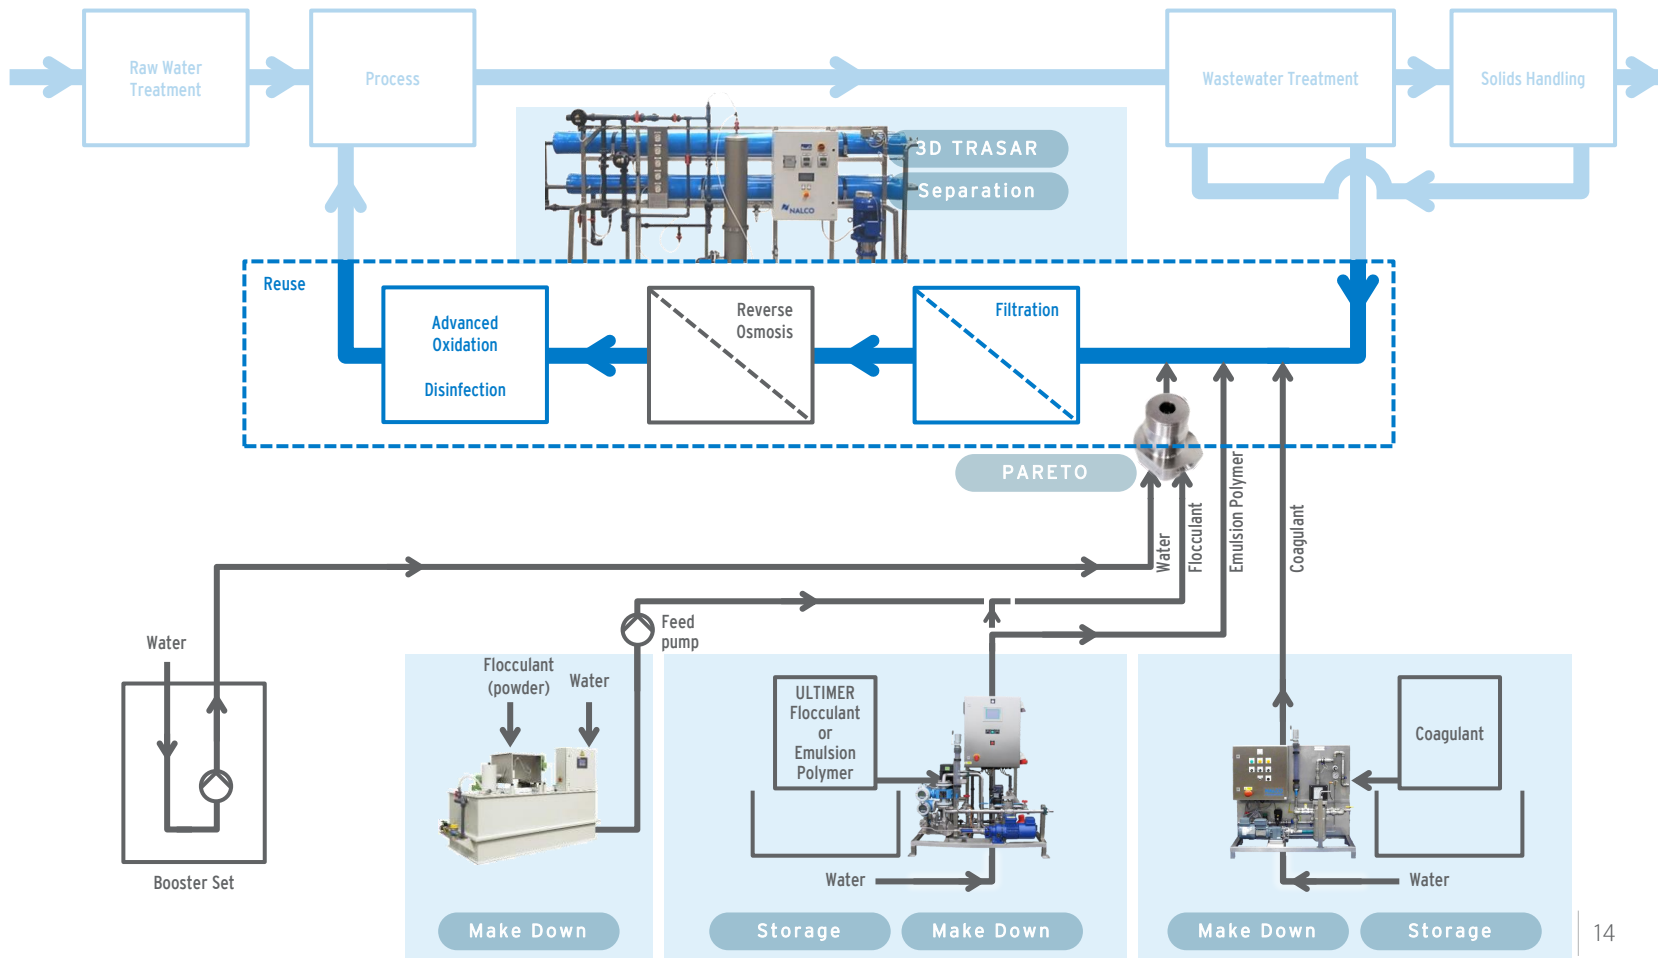 Raw Water
Treatment
Process
Wastewater Treatment
Solids Handling
3D TRASAR
Separation
NALCO
Reuse
Advanced
Oxidation
Disinfection
Reverse
Osmosis
Filtration
PARETO
Water
Flocculant
Emulsion Polymer
Coagulant
Feed
pump
Water
Booster Set
Flocculant
(powder)
Water
ULTIMER
Flocculant
or
Emulsion
Polymer
Coagulant
Water
Water
Make Down
Storage
Make Down
Make Down
Storage
14